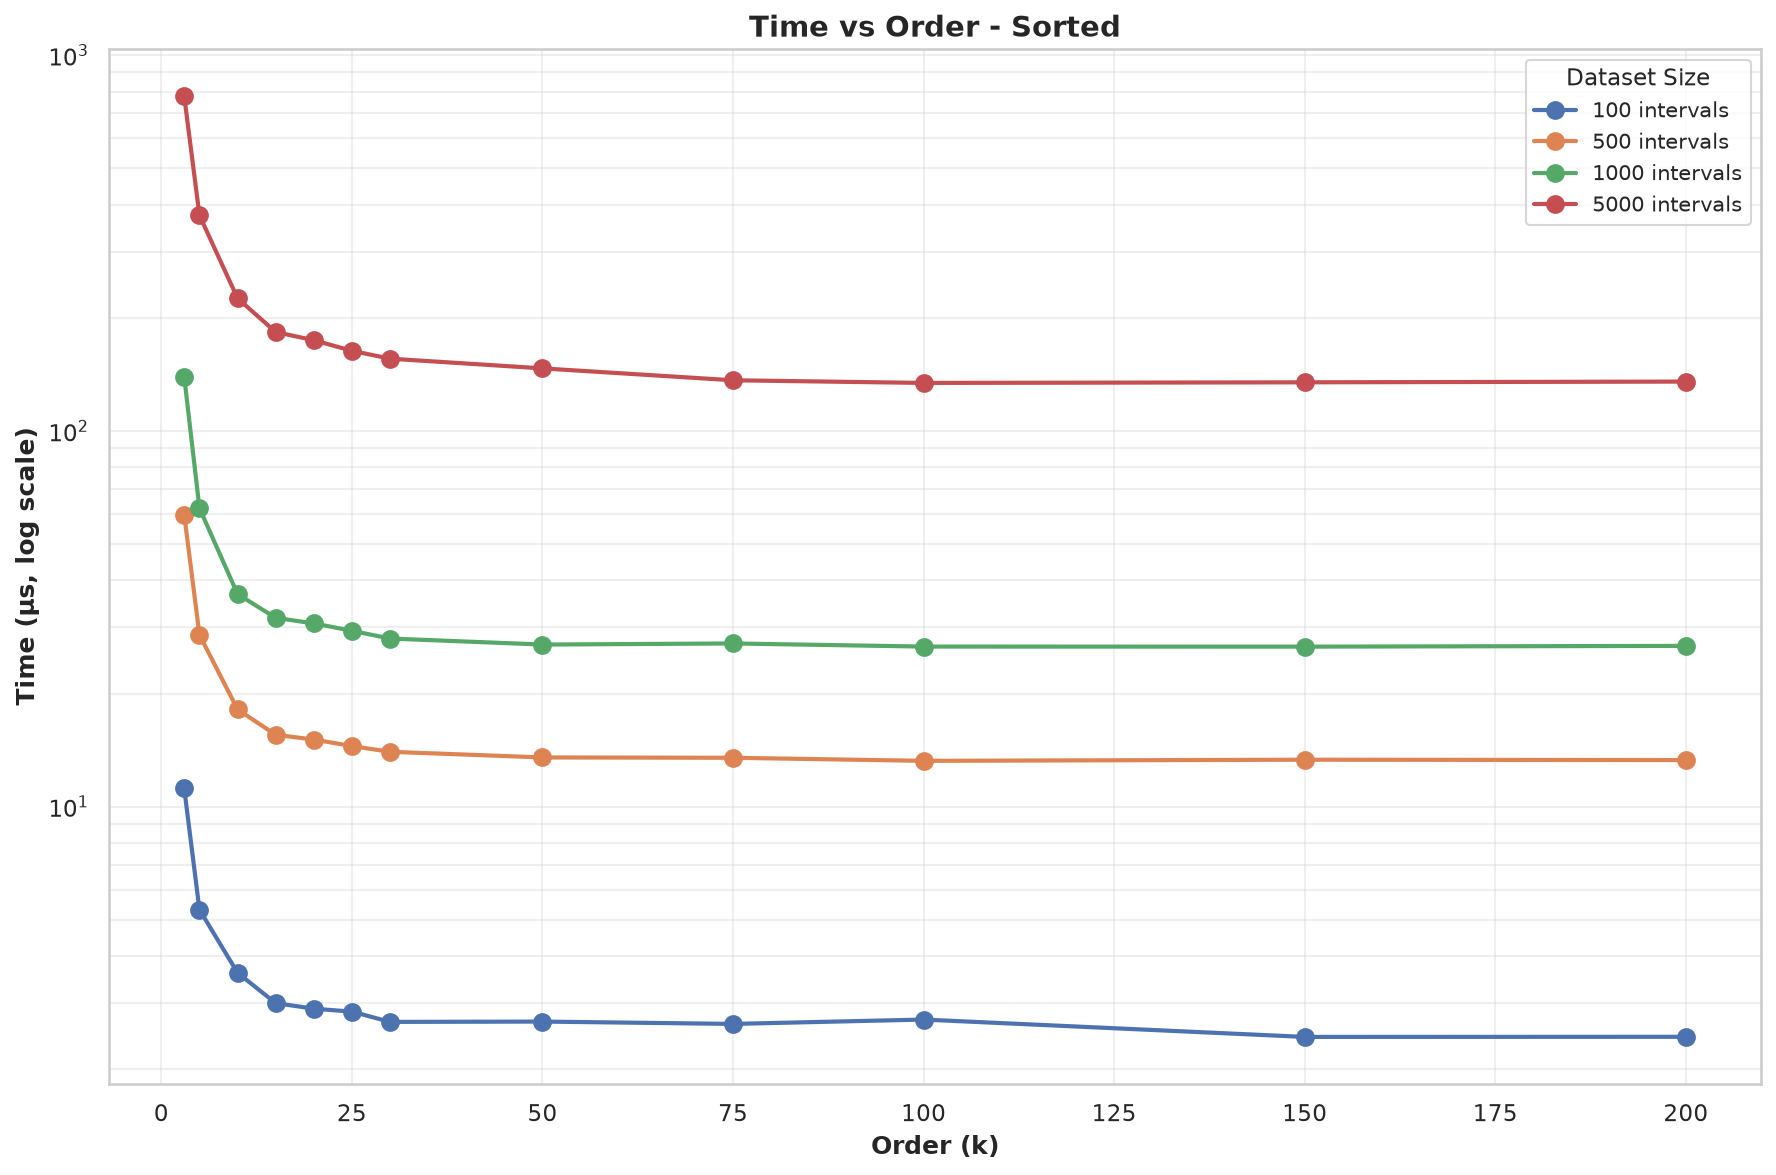 Time vs Order - Sorted
Time (µs, log scale)
10³
10²
10¹
Dataset Size
100 intervals
500 intervals
1000 intervals
5000 intervals
0 25 50 75 100 125 150 175 200
Order (k)